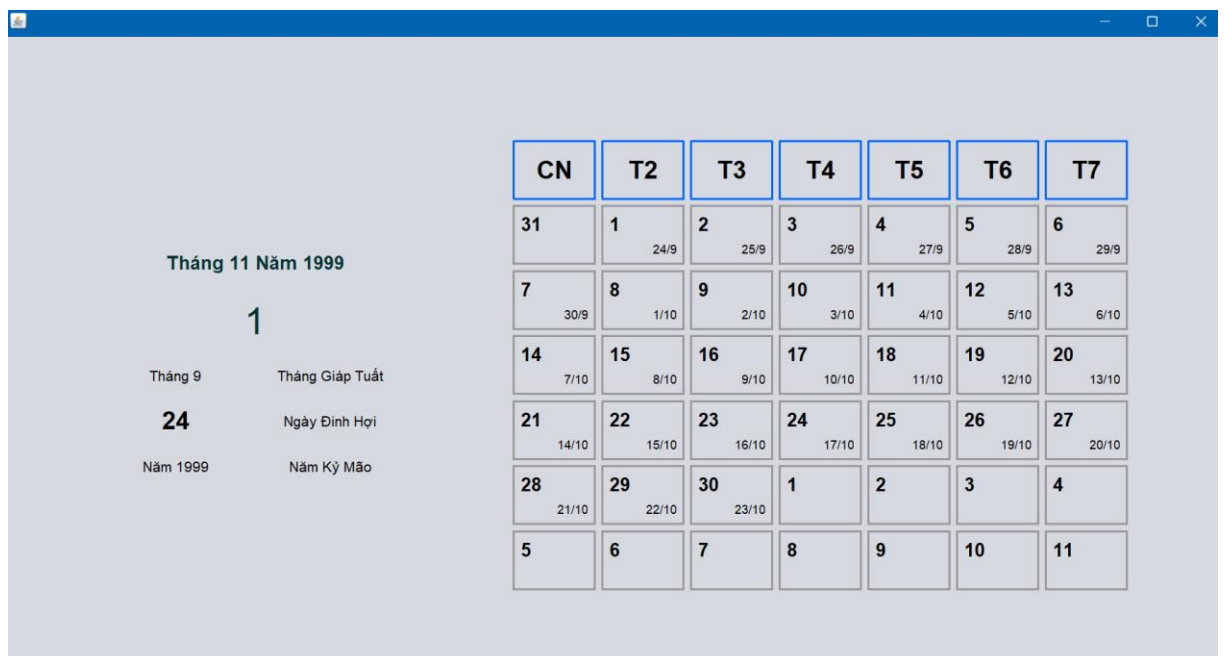 Tháng 11 Năm 1999
1
Tháng 9 Tháng Giáp Tuất
24 Ngày Đinh Hợi
Năm 1999 Năm Kỷ Mão
CN T2 T3 T4 T5 T6 T7
31 1 2 3 4 5 6
24/9 25/9 26/9 27/9 28/9 29/9
7 8 9 10 11 12 13
30/9 1/10 2/10 3/10 4/10 5/10 6/10
14 15 16 17 18 19 20
7/10 8/10 9/10 10/10 11/10 12/10 13/10
21 22 23 24 25 26 27
14/10 15/10 16/10 17/10 18/10 19/10 20/10
28 29 30 1 2 3 4
21/10 22/10 23/10
5 6 7 8 9 10 11